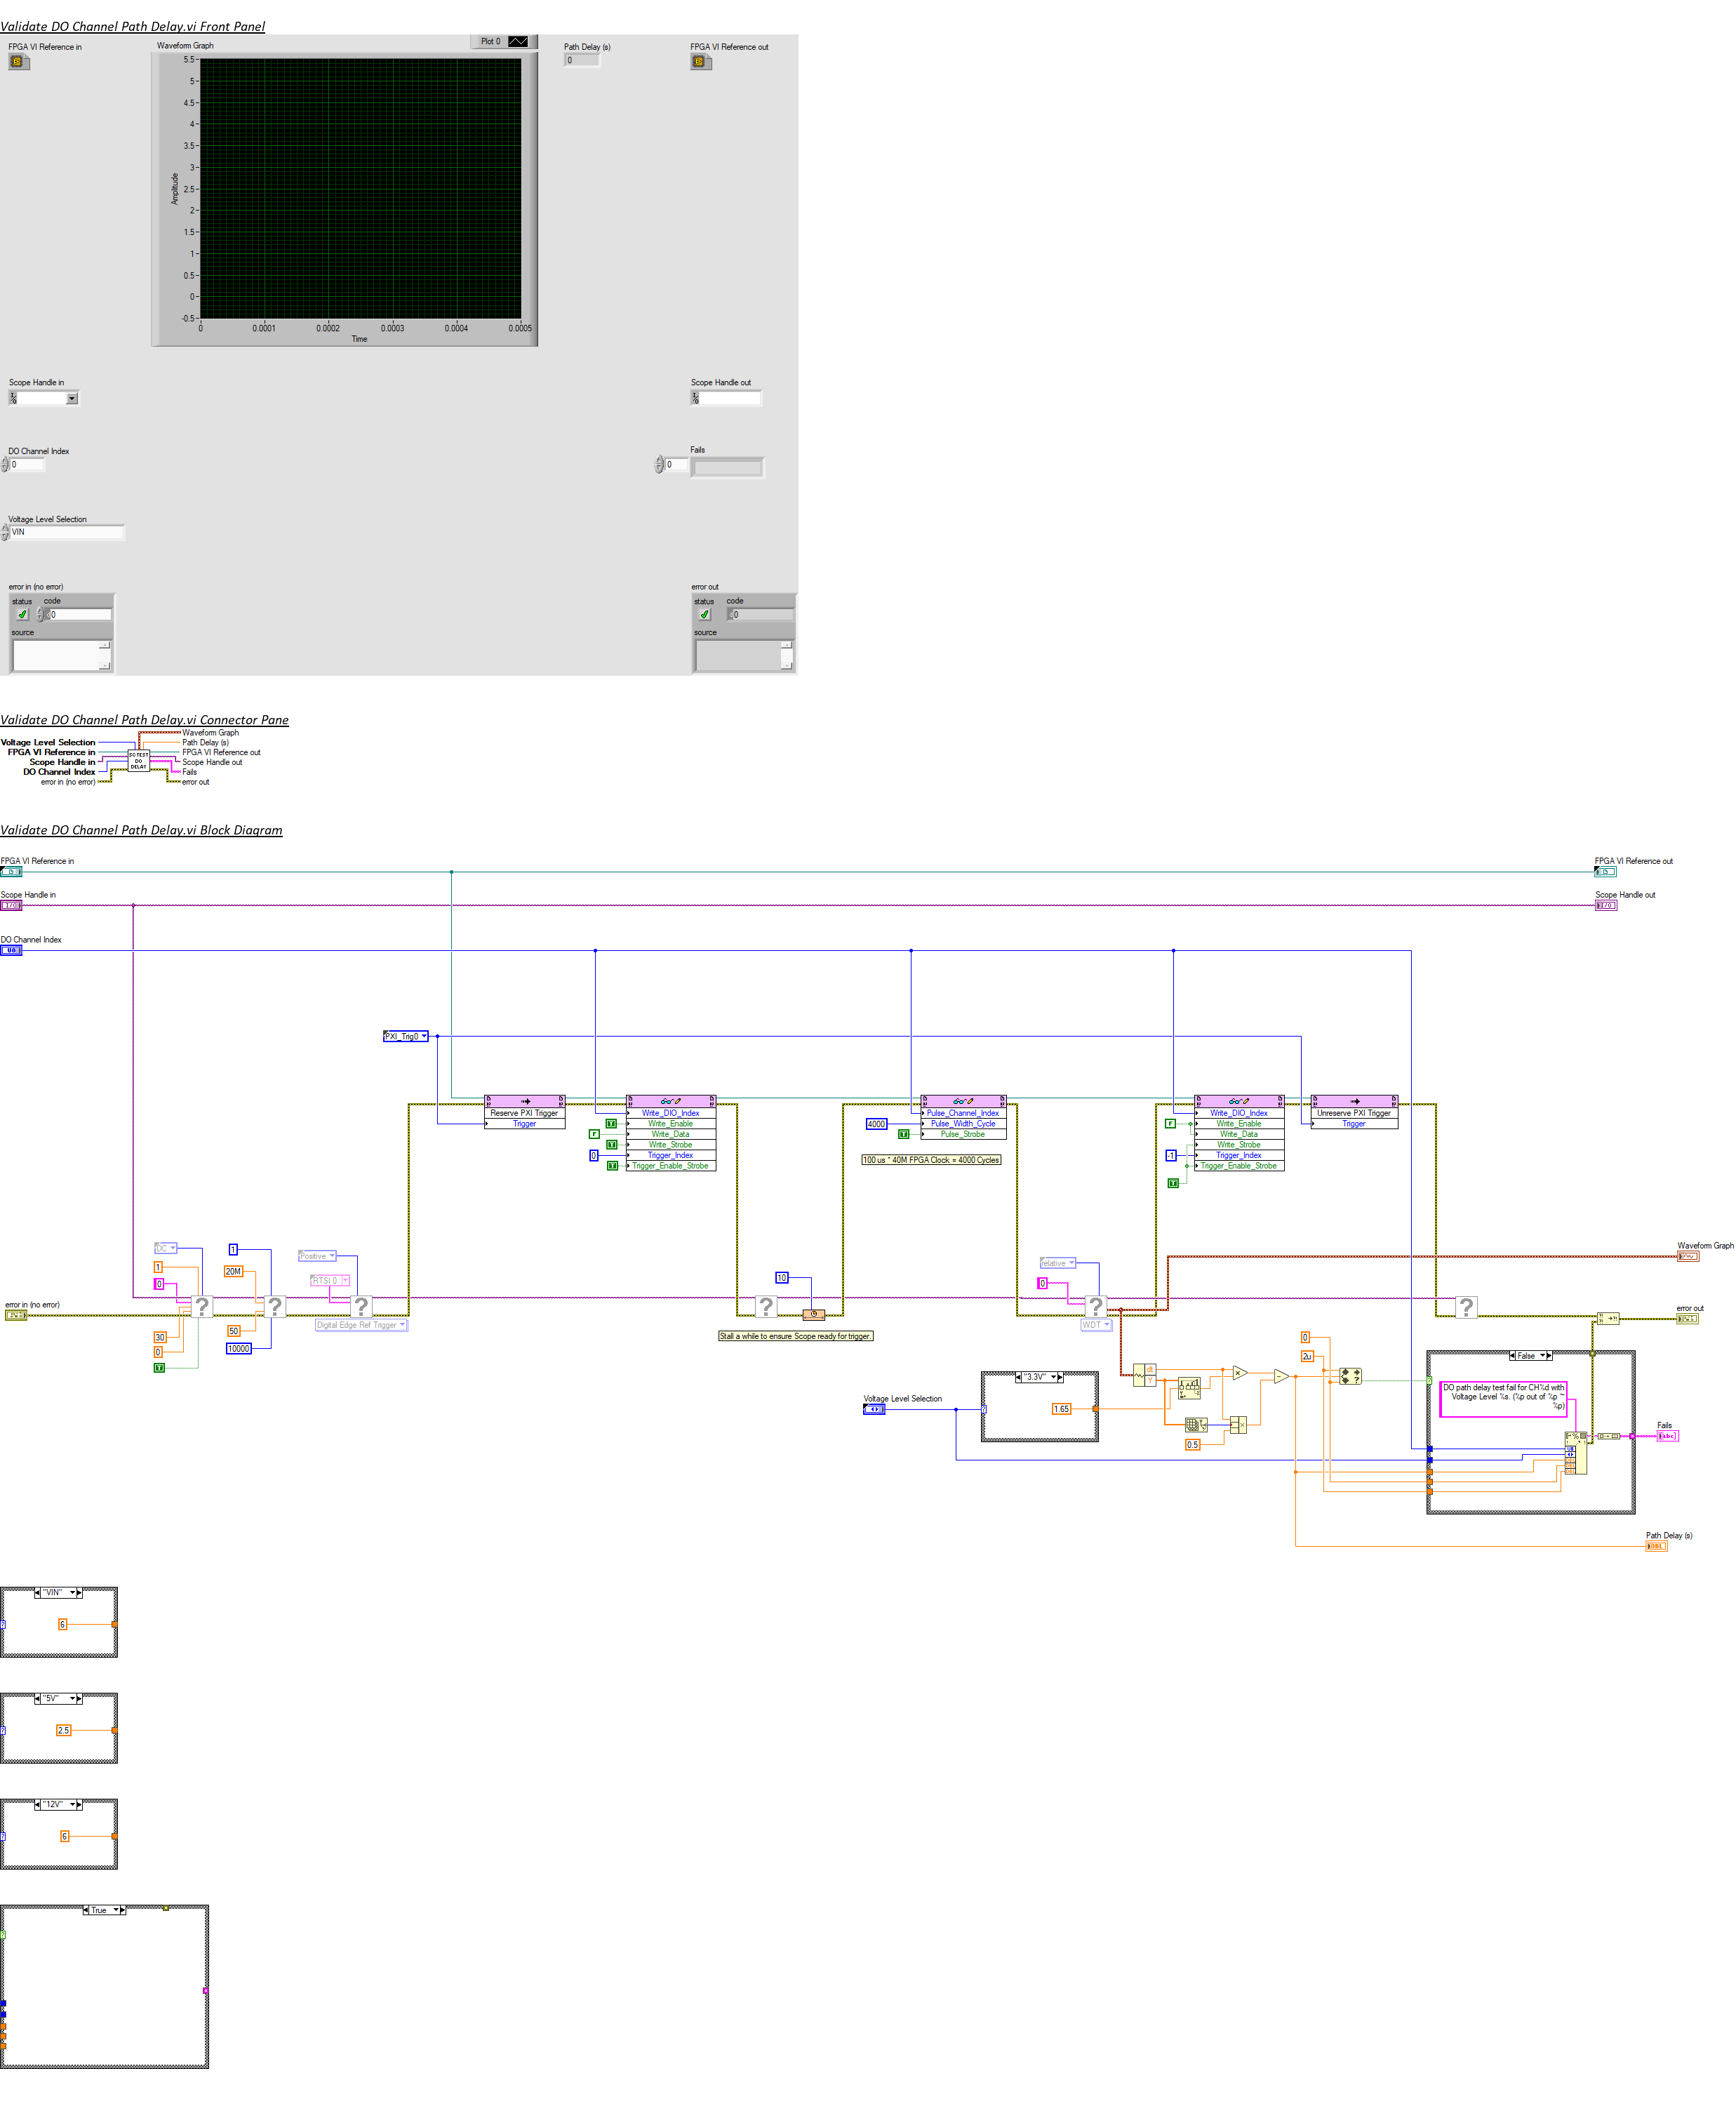 Validate DO Channel Path Delay.vi Front Panel
FPGA VI Reference in
Waveform Graph
Plot 0
Path Delay (s)
0
FPGA VI Reference out
5.5
5
4.5
4
3.5
3
2.5
2
1.5
1
0.5
0
-0.5
Amplitude
0
0.0001
0.0002
0.0003
0.0004
0.0005
Time
Scope Handle in
Scope Handle out
DO Channel Index
0
Fails
0
Voltage Level Selection
VIN
error in (no error)
status
code
0
source
error out
status
code
0
source
Validate DO Channel Path Delay.vi Connector Pane
Waveform Graph
Voltage Level Selection
Path Delay (s)
FPGA VI Reference in
FPGA VI Reference out
Scope Handle in
Scope Handle out
DO Channel Index
Fails
error in (no error)
error out
DO
DELAY
Validate DO Channel Path Delay.vi Block Diagram
FPGA VI Reference in
FPGA VI Reference out
Scope Handle in
Scope Handle out
DO Channel Index
PXI_Trig0
Reserve PXI Trigger
Trigger
Write_DIO_Index
Write_Enable
Write_Data
Write_Strobe
Trigger_Index
Trigger_Enable_Strobe
T
F
T
0
T
Pulse_Channel_Index
Pulse_Width_Cycle
Pulse_Strobe
4000
T
100 us * 40M FPGA Clock = 4000 Cycles
Write_DIO_Index
Write_Enable
Write_Data
Write_Strobe
Trigger_Index
Trigger_Enable_Strobe
F
-1
T
Unreserve PXI Trigger
Trigger
DC
1
0
30
0
T
1
20M
50
10000
Positive
RTSI 0
Digital Edge Ref Trigger
10
Stall a while to ensure Scope ready for trigger.
relative
0
WDT
Waveform Graph
error in (no error)
error out
Voltage Level Selection
"3.3V"
1.65
dt
Y
0.5
0
2u
False
DO path delay test fail for CH%d with
Voltage Level %s. (%p out of %p ~
%p)
Fails
Path Delay (s)
"VIN"
6
"5V"
2.5
"12V"
6
True